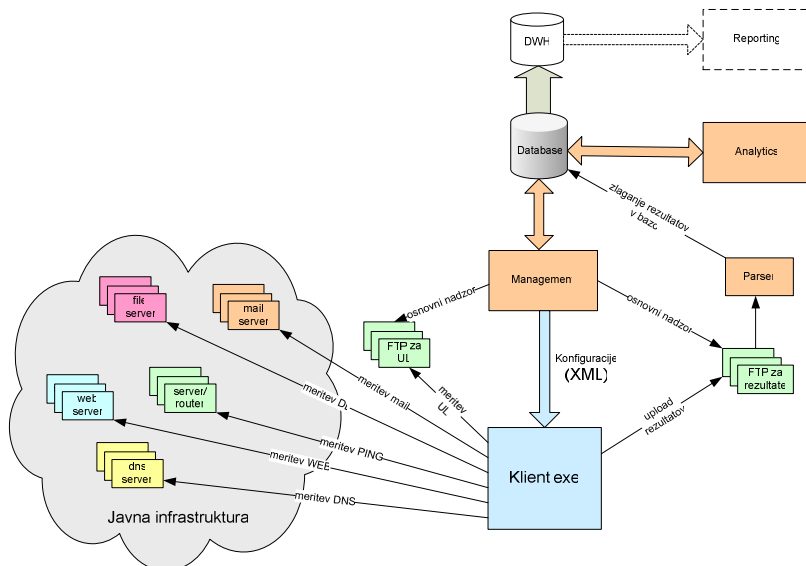 DWH
Reporting
Database
Analytics
zlaganje rezultatov
v bazo
Management
Parser
osnovni nadzor
osnovni nadzor
file
server
mail
server
FTP za
UL
Konfiguracije
(XML)
FTP za
rezultate
web
server
server/
router
meritev DL
meritev mail
meritev
UL
upload
rezultatov
dns
server
meritev PING
meritev WEB
meritev DNS
Klient exe
Javna infrastruktura